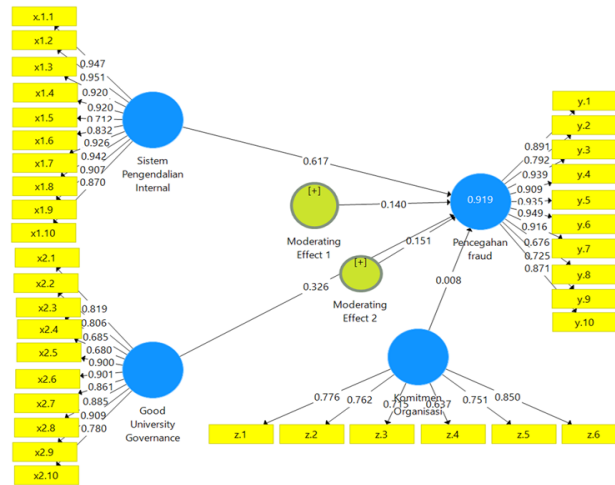 x.1.1
x1.2
x1.3
x1.4
x1.5
x1.6
x1.7
x1.8
x1.9
x1.10
0.947
0.951
0.920
0.920
0.712
0.832
0.926
0.942
0.907
0.870
Sistem
Pengendalian
Internal
0.617
[+]
Moderating
Effect 1
0.140
[+]
Moderating
Effect 2
0.151
0.919
Pencegahan
fraud
0.891
0.792
0.939
0.909
0.935
0.949
0.916
0.676
0.725
0.871
y.1
y.2
y.3
y.4
y.5
y.6
y.7
y.8
y.9
y.10
x2.1
x2.2
x2.3
x2.4
x2.5
x2.6
x2.7
x2.8
x2.9
x2.10
0.819
0.806
0.685
0.680
0.900
0.901
0.861
0.885
0.909
0.780
Good
University
Governance
0.326
0.008
Komitmen
Organisasi
0.776
0.762
0.637
0.751
0.850
z.1
z.2
z.3
z.4
z.5
z.6